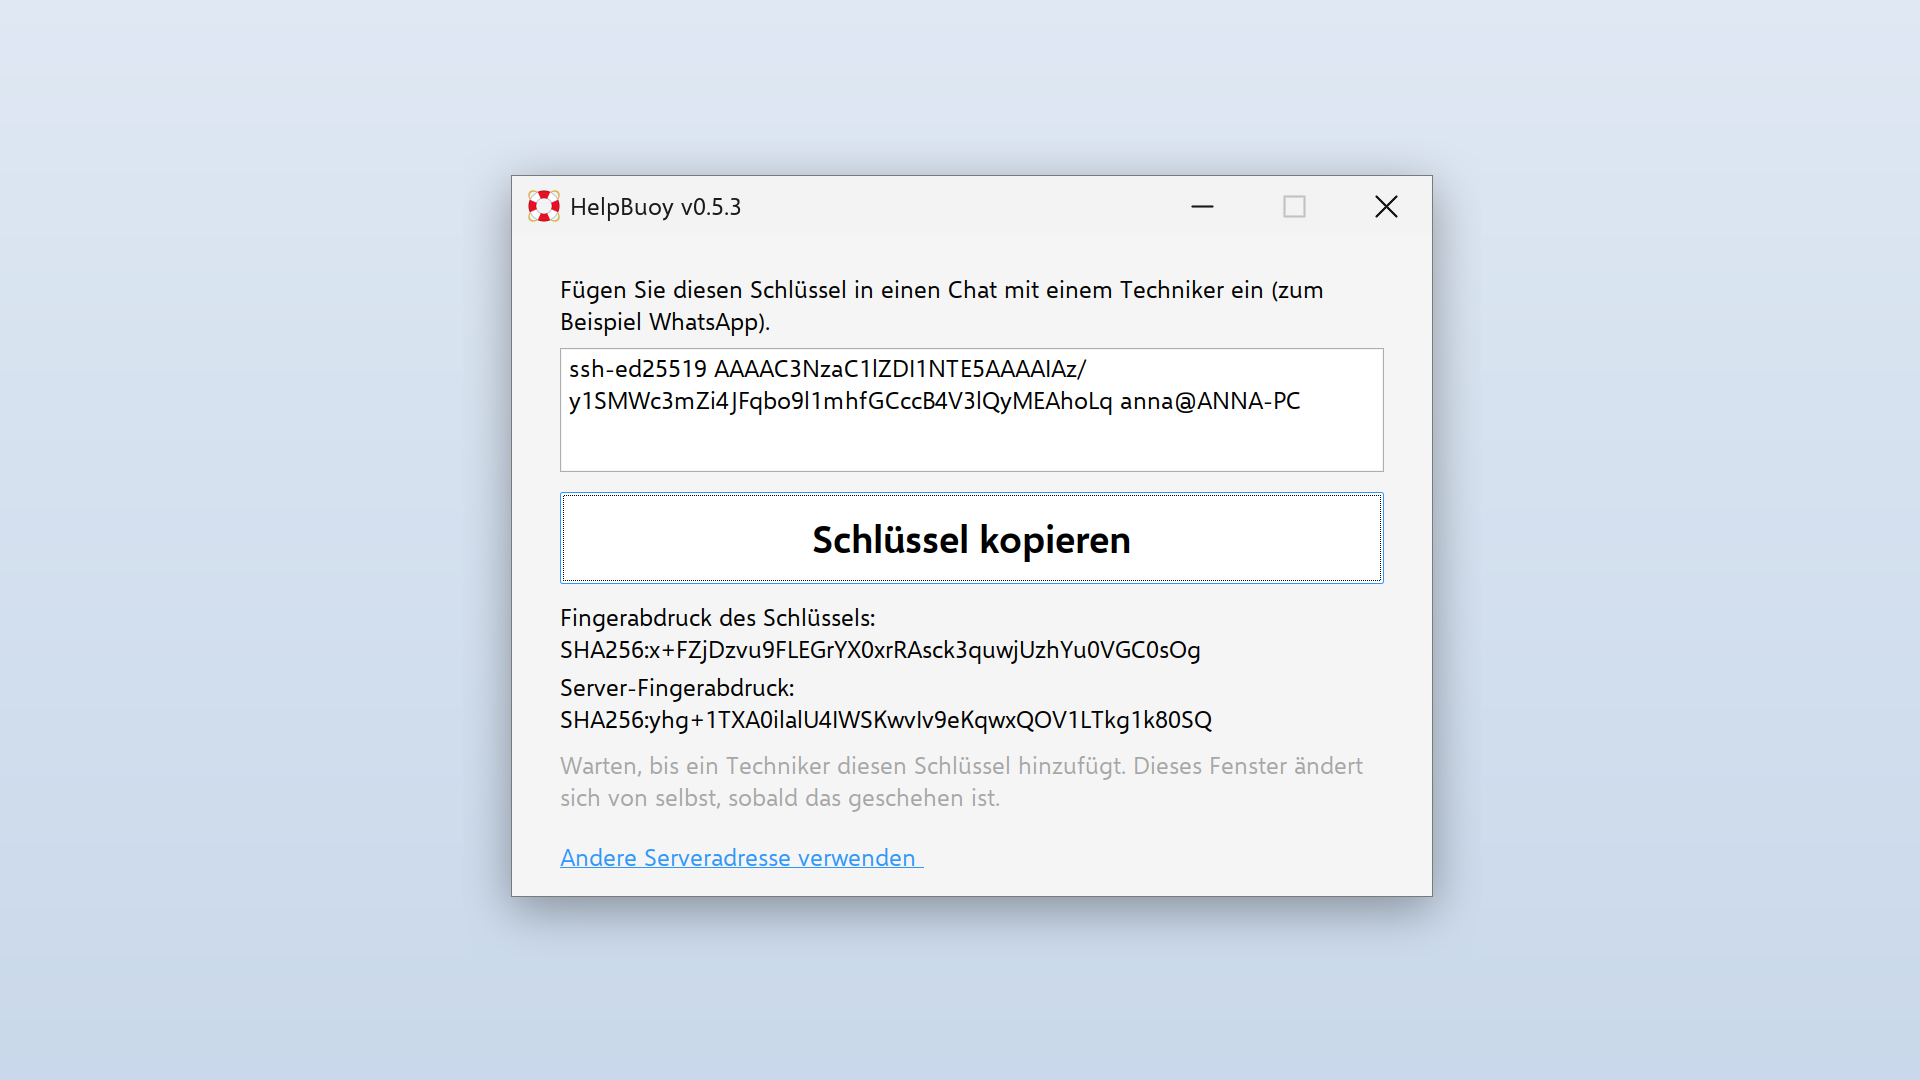 HelpBuoy v0.5.3
Fügen Sie diesen Schlüssel in einen Chat mit einem Techniker ein (zum
Beispiel WhatsApp).
ssh-ed25519 AAAAC3NzaC1lZDI1NTE5AAAAIAz/
y1SMWc3mZi4JFqbo9l1mhfGCccB4V3lQyMEAhoLq anna@ANNA-PC
Schlüssel kopieren
Fingerabdruck des Schlüssels:
SHA256:x+FZjDzvu9FLEGrYX0xrRAsck3quwjUzhYu0VGC0sOg
Server-Fingerabdruck:
SHA256:yhg+1TXA0ilalU4IWSKwvIv9eKqwxQOV1LTkg1k80SQ
Warten, bis ein Techniker diesen Schlüssel hinzufügt. Dieses Fenster ändert
sich von selbst, sobald das geschehen ist.
Andere Serveradresse verwenden